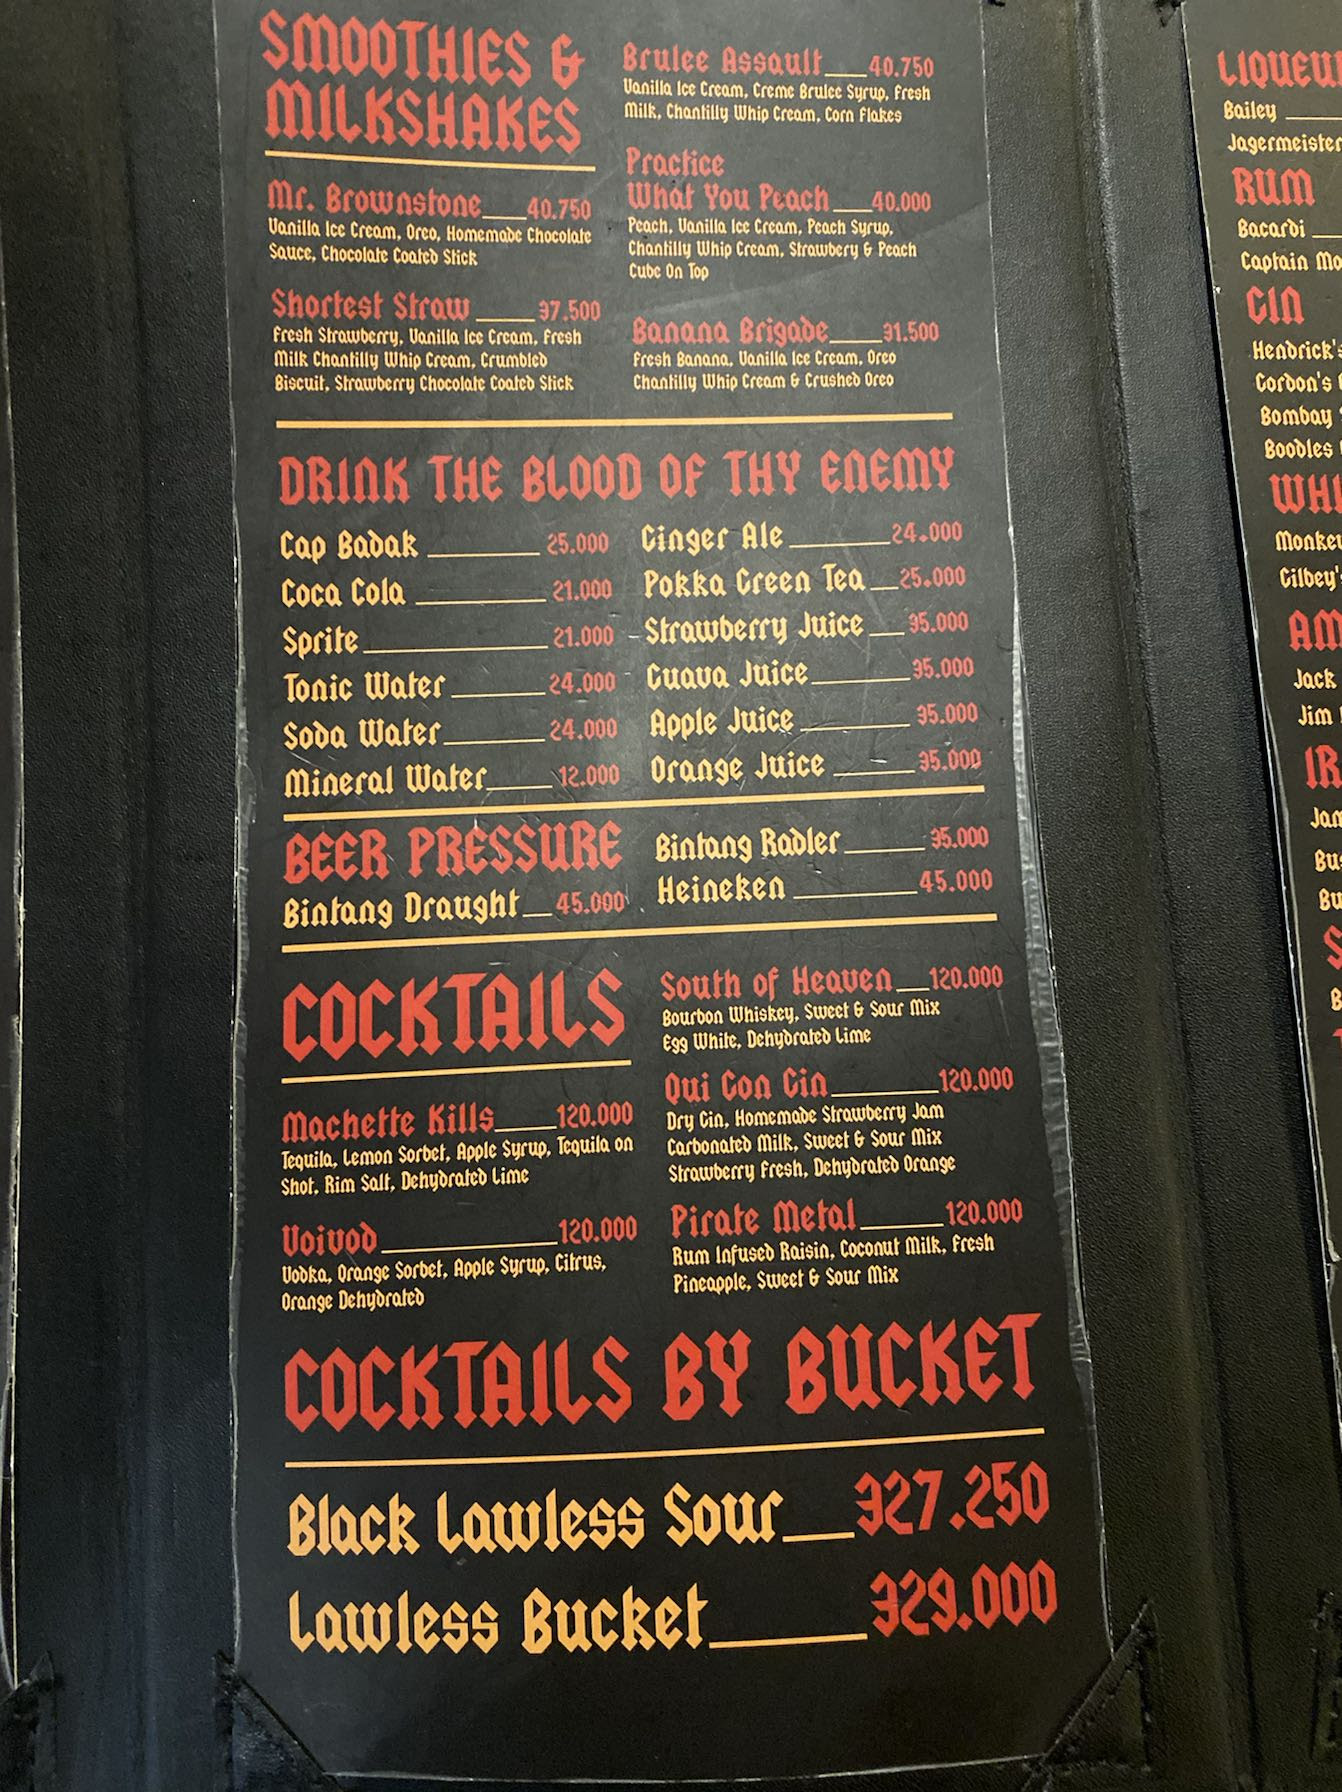 SMOOTHIES &
MILKSHAKES
Mr. Brownstone 40.750
Vanilla Ice Cream, Oreo, Homemade Chocolate
Sauce, Chocolate Coated Stick
Shortest Straw 37.500
Fresh Strawberry, Vanilla Ice Cream, Fresh
Milk Chantilly Whip Cream, Crumbled
Biscuit, Strawberry Chocolate Coated Stick
Brulee Assault 40.750
Vanilla Ice Cream, Creme Brulee Syrup, Fresh
Milk, Chantilly Whip Cream, Corn Flakes
Practice
What You Peach 40.000
Peach, Vanilla Ice Cream, Peach Syrup,
Chantilly Whip Cream, Strawbery & Peach
Cube On Top
Banana Brigade 31.500
Fresh Banana, Vanilla Ice Cream, Oreo
Chantilly Whip Cream & Crushed Oreo
DRINK THE BLOOD OF THY ENEMY
Cap Badak 25.000
Coca Cola 21.000
Sprite 21.000
Tonic Water 24.000
Soda Water 24.000
Mineral Water 12.000
Ginger Ale 24.000
Pokka Green Tea 25.000
Strawberry Juice 35.000
Guava Juice 35.000
Apple Juice 35.000
Orange Juice 35.000
BEER PRESSURE
Bintang Draught 45.000
Bintang Radler 35.000
Heineken 45.000
COCKTAILS
Machette Kills 120.000
Tequila, Lemon Sorbet, Apple Syrup, Tequila on
Shot, Rim Salt, Dehydrated Lime
Voivod 120.000
Vodka, Orange Sorbet, Apple Syrup, Citrus,
Orange Dehydrated
South of Heaven 120.000
Bourbon Whiskey, Sweet & Sour Mix
Egg White, Dehydrated Lime
Qui Gon Gin 120.000
Dry Gin, Homemade Strawberry Jam
Carbonated Milk, Sweet & Sour Mix
Strawberry Fresh, Dehydrated Orange
Pirate Metal 120.000
Rum Infused Raisin, Coconut Milk, Fresh
Pineapple, Sweet & Sour Mix
COCKTAILS BY BUCKET
Black Lawless Sour 327.250
Lawless Bucket 329.000
Bailey
Jagermeister
RUM
Bacardi
Captain
GIN
Hendrick's
Gordon's
Bombay
Boodles
Gilbey's
Jack
Jim